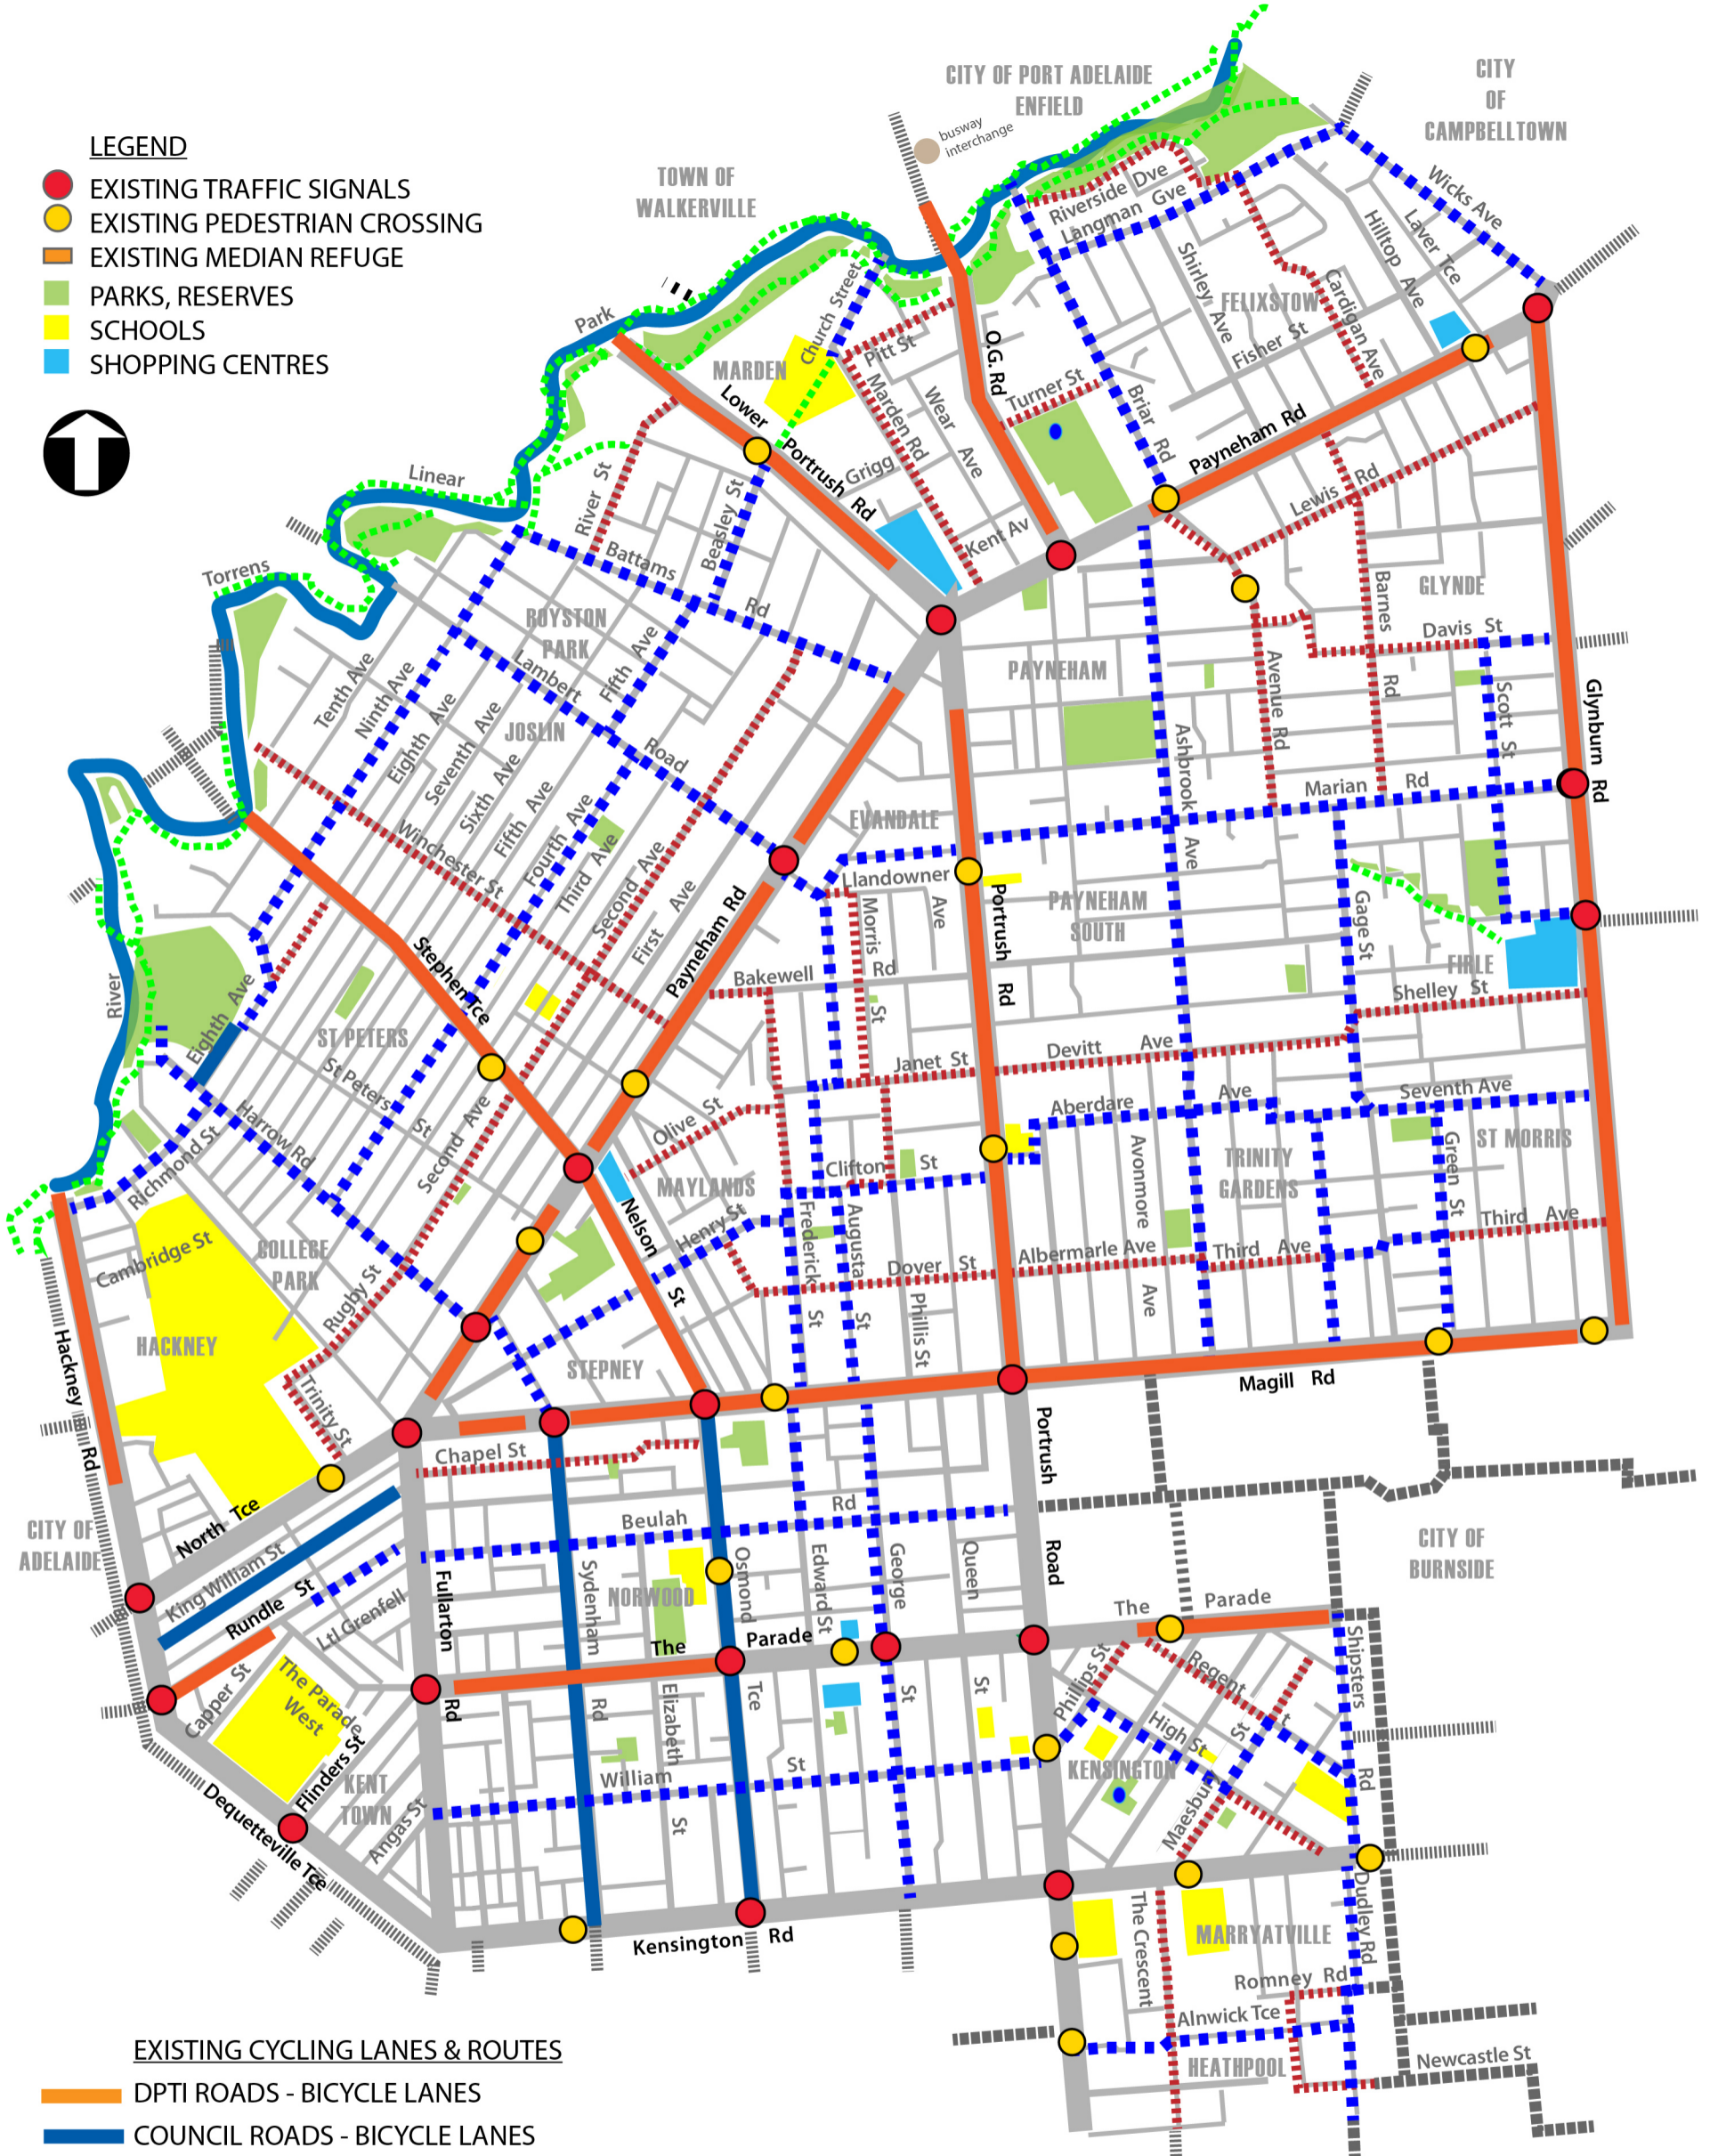 CITY OF PORT ADELAIDE
ENFIELD
CITY
OF
CAMPBELLTOWN
busway
interchange
LEGEND
EXISTING TRAFFIC SIGNALS
EXISTING PEDESTRIAN CROSSING
EXISTING MEDIAN REFUGE
PARKS, RESERVES
SCHOOLS
SHOPPING CENTRES
TOWN OF
WALKERVILLE
Riverside Dve
Langman Gve
Wicks Ave
Laver Tce
Hilltop Ave
Shirley Ave
FELIXSTOW
Cardigan Ave
Fisher St
Church Street
Park
MARDEN
Pitt St
O.G. Rd
Turner St
Briar Rd
Lower Portrush Rd
Marden Rd
Wear Ave
Payneham Rd
Grigg
Lewis Rd
Linear
River St
Beasley St
Kent Av
Battams Rd
Torrens
Barnes Rd
GLYNDE
ROYSTON
PARK
Davis St
PAYNEHAM
Lambert Road
Fifth Ave
Tenth Ave
Ninth Ave
Eighth Ave
Seventh Ave
Sixth Ave
Fifth Ave
Fourth Ave
Third Ave
Second Ave
First Ave
JOSLIN
Avenue Rd
Scott St
Glynburn Rd
Ashbrook Ave
Marian Rd
EVANDALE
Winchester St
Llandowner
Ave
Payneham Rd
Portrush Rd
PAYNEHAM
SOUTH
Morris St
Gage St
FIRLE
Stephen Tce
Bakewell Rd
Shelley St
River
Eighth Ave
ST PETERS
St Peters St
Janet St
Devitt Ave
Seventh Ave
Aberdare Ave
Harrow Rd
Richmond St
Second Ave
Olive St
MAYLANDS
Clifton St
Avonmore Ave
TRINITY
GARDENS
Green St
ST MORRIS
Third Ave
Nelson St
Henry St
Frederick St
Augusta St
Cambridge St
COLLEGE
PARK
Albermarle Ave
Third Ave
Dover St
Phillis St
Rugby St
HACKNEY
Hackney Rd
STEPNEY
Magill Rd
Trinity St
Chapel St
Portrush Road
North Tce
CITY OF
ADELAIDE
Beulah Rd
CITY OF
BURNSIDE
King William St
Rundle St
Ltl Grenfell
Fullarton Rd
Sydenham Rd
NORWOOD
Osmond Tce
Edward St
George St
Queen St
The Parade
The Parade
Shipsters Rd
Capper St
The Parade
West
Flinders St
Elizabeth St
Phillips St
Regent St
High St
KENSINGTON
Maesbury St
KENT
TOWN
Angas St
William St
Dequetteville Tce
Kensington Rd
The Crescent
MARRYATVILLE
Dudley Rd
Romney Rd
Alnwick Tce
HEATHPOOL
Newcastle St
EXISTING CYCLING LANES & ROUTES
DPTI ROADS - BICYCLE LANES
COUNCIL ROADS - BICYCLE LANES